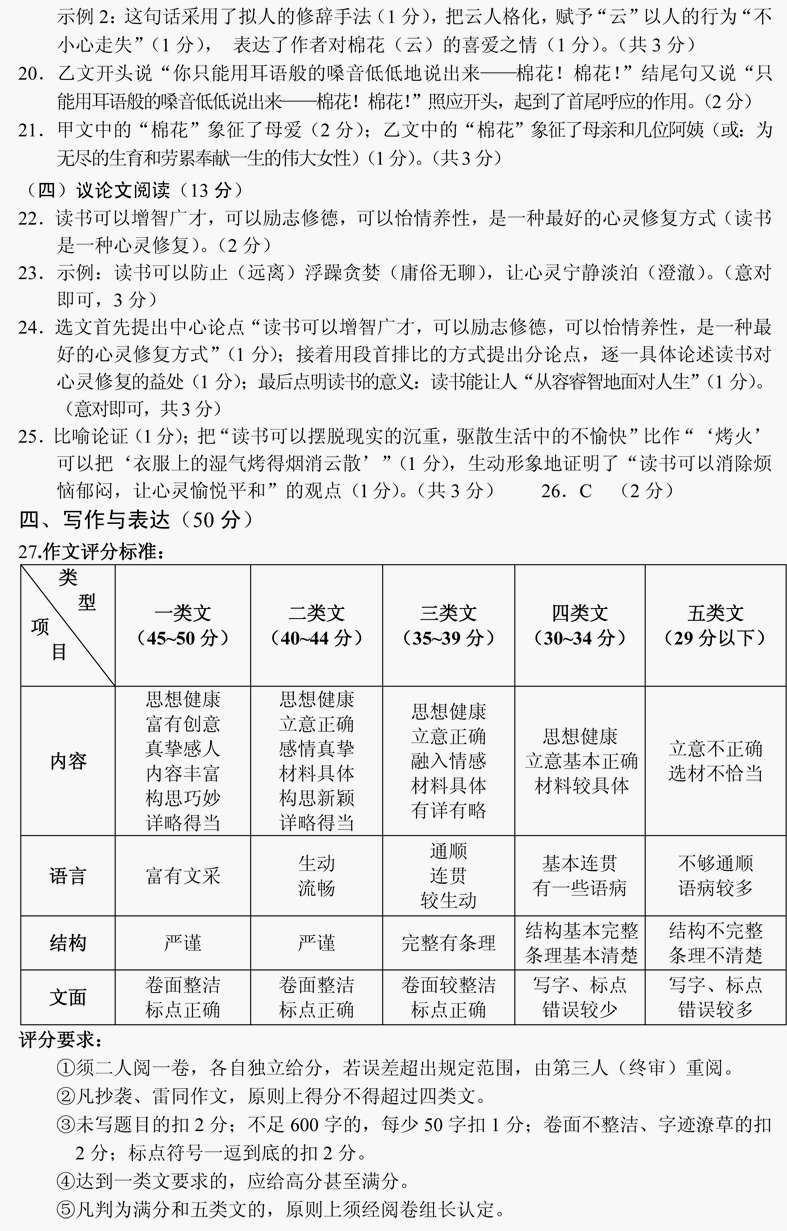 示例2：这句话采用了拟人的修辞手法（1分），把云人格化，赋予“云”以人的行为“不
小心走失”（1分）， 表达了作者对棉花（云）的喜爱之情（1分）。（共3分）
20．乙文开头说“你只能用耳语般的嗓音低低地说出来——棉花！棉花！”结尾句又说“只
能用耳语般的嗓音低低说出来——棉花！棉花！”照应开头，起到了首尾呼应的作用。（2分）
21．甲文中的“棉花”象征了母爱（2分）；乙文中的“棉花”象征了母亲和几位阿姨（或：为
无尽的生育和劳累奉献一生的伟大女性）（1分）。（共3分）
（四）议论文阅读（13分）
22．读书可以增智广才，可以励志修德，可以怡情养性，是一种最好的心灵修复方式（读书
是一种心灵修复）。（2分）
23．示例：读书可以防止（远离）浮躁贪婪（庸俗无聊），让心灵宁静淡泊（澄澈）。（意对
即可，3分）
24．选文首先提出中心论点“读书可以增智广才，可以励志修德，可以怡情养性，是一种最
好的心灵修复方式”（1分）；接着用段首排比的方式提出分论点，逐一具体论述读书对
心灵修复的益处（1分）；最后点明读书的意义：读书能让人“从容睿智地面对人生”（1分）。
（意对即可，共3分）
25．比喻论证（1分）；把“读书可以摆脱现实的沉重，驱散生活中的不愉快”比作“‘烤火’
可以把‘衣服上的湿气烤得烟消云散’”（1分），生动形象地证明了“读书可以消除烦
恼郁闷，让心灵愉悦平和”的观点（1分）。（共3分） 26．C （2分）
四、写作与表达（50分）
27.作文评分标准：
类
型
项
目
一类文
（45~50分）
二类文
（40~44分）
三类文
（35~39分）
四类文
（30~34分）
五类文
（29分以下）
内容
思想健康
富有创意
真挚感人
内容丰富
构思巧妙
详略得当
思想健康
立意正确
感情真挚
材料具体
构思新颖
详略得当
思想健康
立意正确
融入情感
材料具体
有详有略
思想健康
立意基本正确
材料较具体
立意不正确
选材不恰当
语言
富有文采
生动
流畅
通顺
连贯
较生动
基本连贯
有一些语病
不够通顺
语病较多
结构
严谨
严谨
完整有条理
结构基本完整
条理基本清楚
结构不完整
条理不清楚
文面
卷面整洁
标点正确
卷面整洁
标点正确
卷面较整洁
标点正确
写字、标点
错误较少
写字、标点
错误较多
评分要求：
①须二人阅一卷，各自独立给分，若误差超出规定范围，由第三人（终审）重阅。
②凡抄袭、雷同作文，原则上得分不得超过四类文。
③未写题目的扣2分；不足600字的，每少50字扣1分；卷面不整洁、字迹潦草的扣
2分；标点符号一逗到底的扣2分。
④达到一类文要求的，应给高分甚至满分。
⑤凡判为满分和五类文的，原则上须经阅卷组长认定。